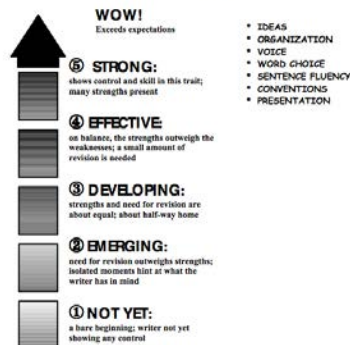 WOW!
Exceeds expectations
⑤ STRONG:
shows control and skill in this trait;
many strengths present
④ EFFECTIVE:
on balance, the strengths outweigh the
weaknesses; a small amount of
revision is needed
③ DEVELOPING:
strengths and need for revision are
about equal; about half-way home
② EMERGING:
need for revision outweighs strengths;
isolated moments hint at what the
writer has in mind
① NOT YET:
a bare beginning; writer not yet
showing any control
* IDEAS
* ORGANIZATION
* VOICE
* WORD CHOICE
* SENTENCE FLUENCY
* CONVENTIONS
* PRESENTATION